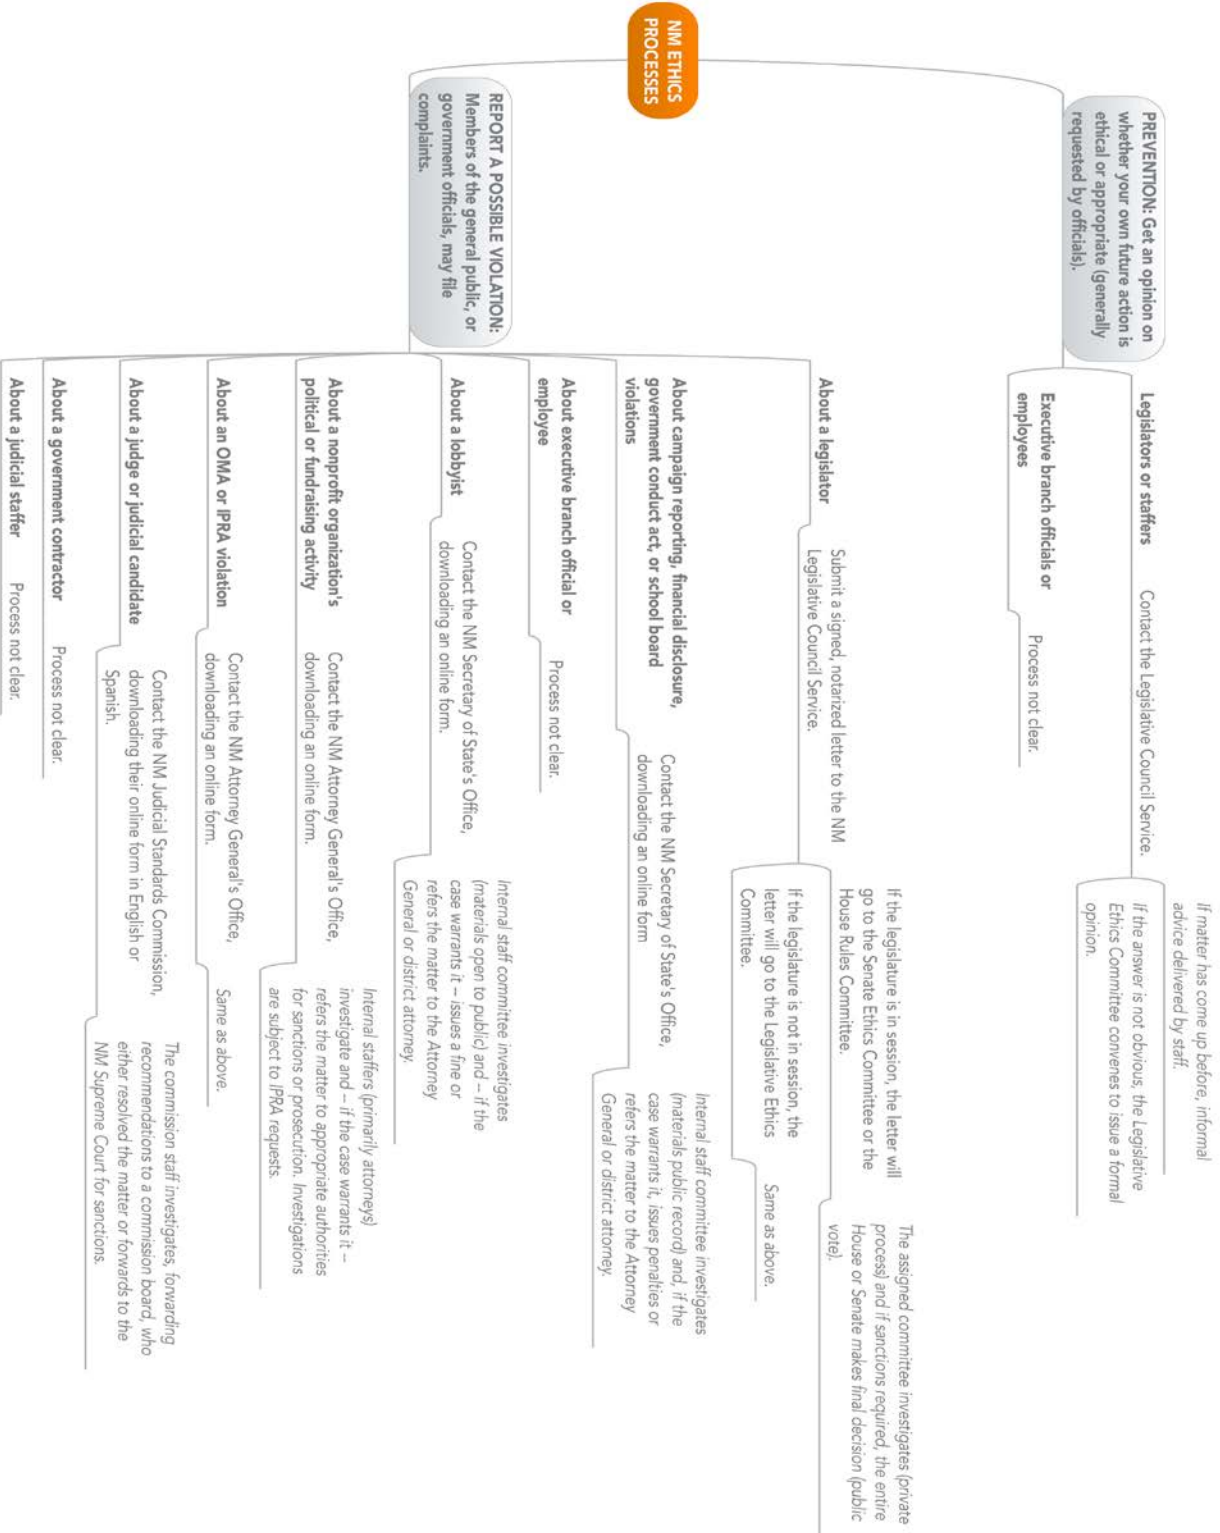 NM ETHICS
PROCESSES
PREVENTION: Get an opinion on
whether your own future action is
ethical or appropriate (generally
requested by officials).
Legislators or staffers
Contact the Legislative Council Service.
If matter has come up before, informal
advice delivered by staff.
If the answer is not obvious, the Legislative
Ethics Committee convenes to issue a formal
opinion.
Executive branch officials or
employees
Process not clear.
REPORT A POSSIBLE VIOLATION:
Members of the general public, or
government officials, may file
complaints.
About a legislator
Submit a signed, notarized letter to the NM
Legislative Council Service.
If the legislature is in session, the letter will
go to the Senate Ethics Committee or the
House Rules Committee.
The assigned committee investigates (private
process) and if sanctions required, the entire
House or Senate makes final decision (public
vote).
If the legislature is not in session, the
letter will go to the Legislative Ethics
Committee.
Same as above.
About campaign reporting, financial disclosure,
government conduct act, or school board
violations
Contact the NM Secretary of State's Office,
downloading an online form
Internal staff committee investigates
(materials public record) and, if the
case warrants it, issues penalties or
refers the matter to the Attorney
General or district attorney.
About executive branch official or
employee
Process not clear.
About a lobbyist
Contact the NM Secretary of State's Office,
downloading an online form.
Internal staff committee investigates
(materials open to public) and -- if the
case warrants it -- issues a fine or
refers the matter to the Attorney
General or district attorney.
About a nonprofit organization's
political or fundraising activity
Contact the NM Attorney General's Office,
downloading an online form.
Internal staffers (primarily attorneys)
investigate and -- if the case warrants it --
refers the matter to appropriate authorities
for sanctions or prosecution. Investigations
are subject to IPRA requests.
About an OMA or IPRA violation
Contact the NM Attorney General's Office,
downloading an online form.
Same as above.
About a judge or judicial candidate
Contact the NM Judicial Standards Commission,
downloading their online form in English or
Spanish.
The commission staff investigates, forwarding
recommendations to a commission board, who
either resolved the matter or forwards to the
NM Supreme Court for sanctions.
About a government contractor
Process not clear.
About a judicial staffer
Process not clear.